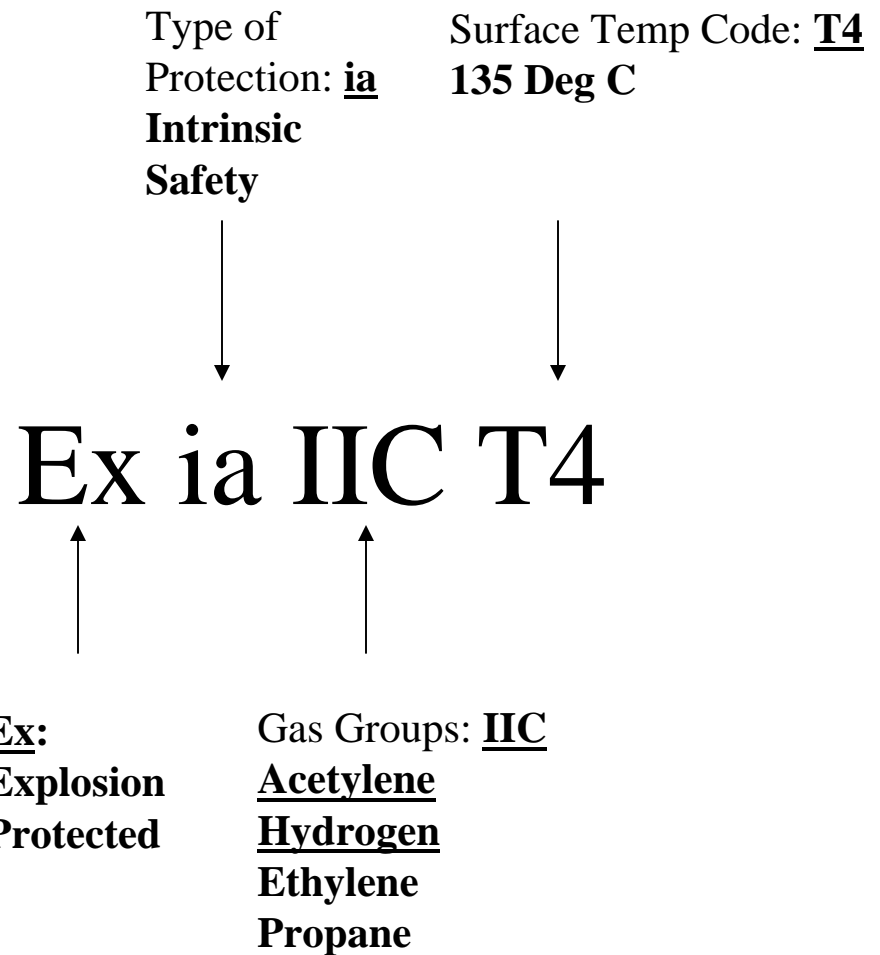 Type of
Protection: ia
Intrinsic
Safety
Surface Temp Code: T4
135 Deg C
Ex ia IIC T4
Ex:
Explosion
Protected
Gas Groups: IIC
Acetylene
Hydrogen
Ethylene
Propane